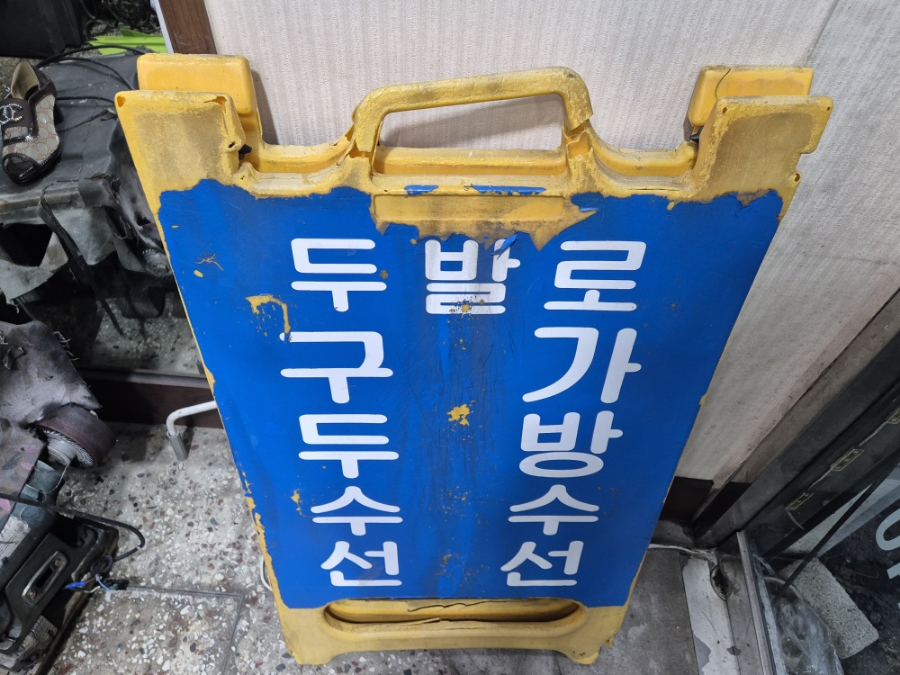 두 발 로
구두수선
가방수선